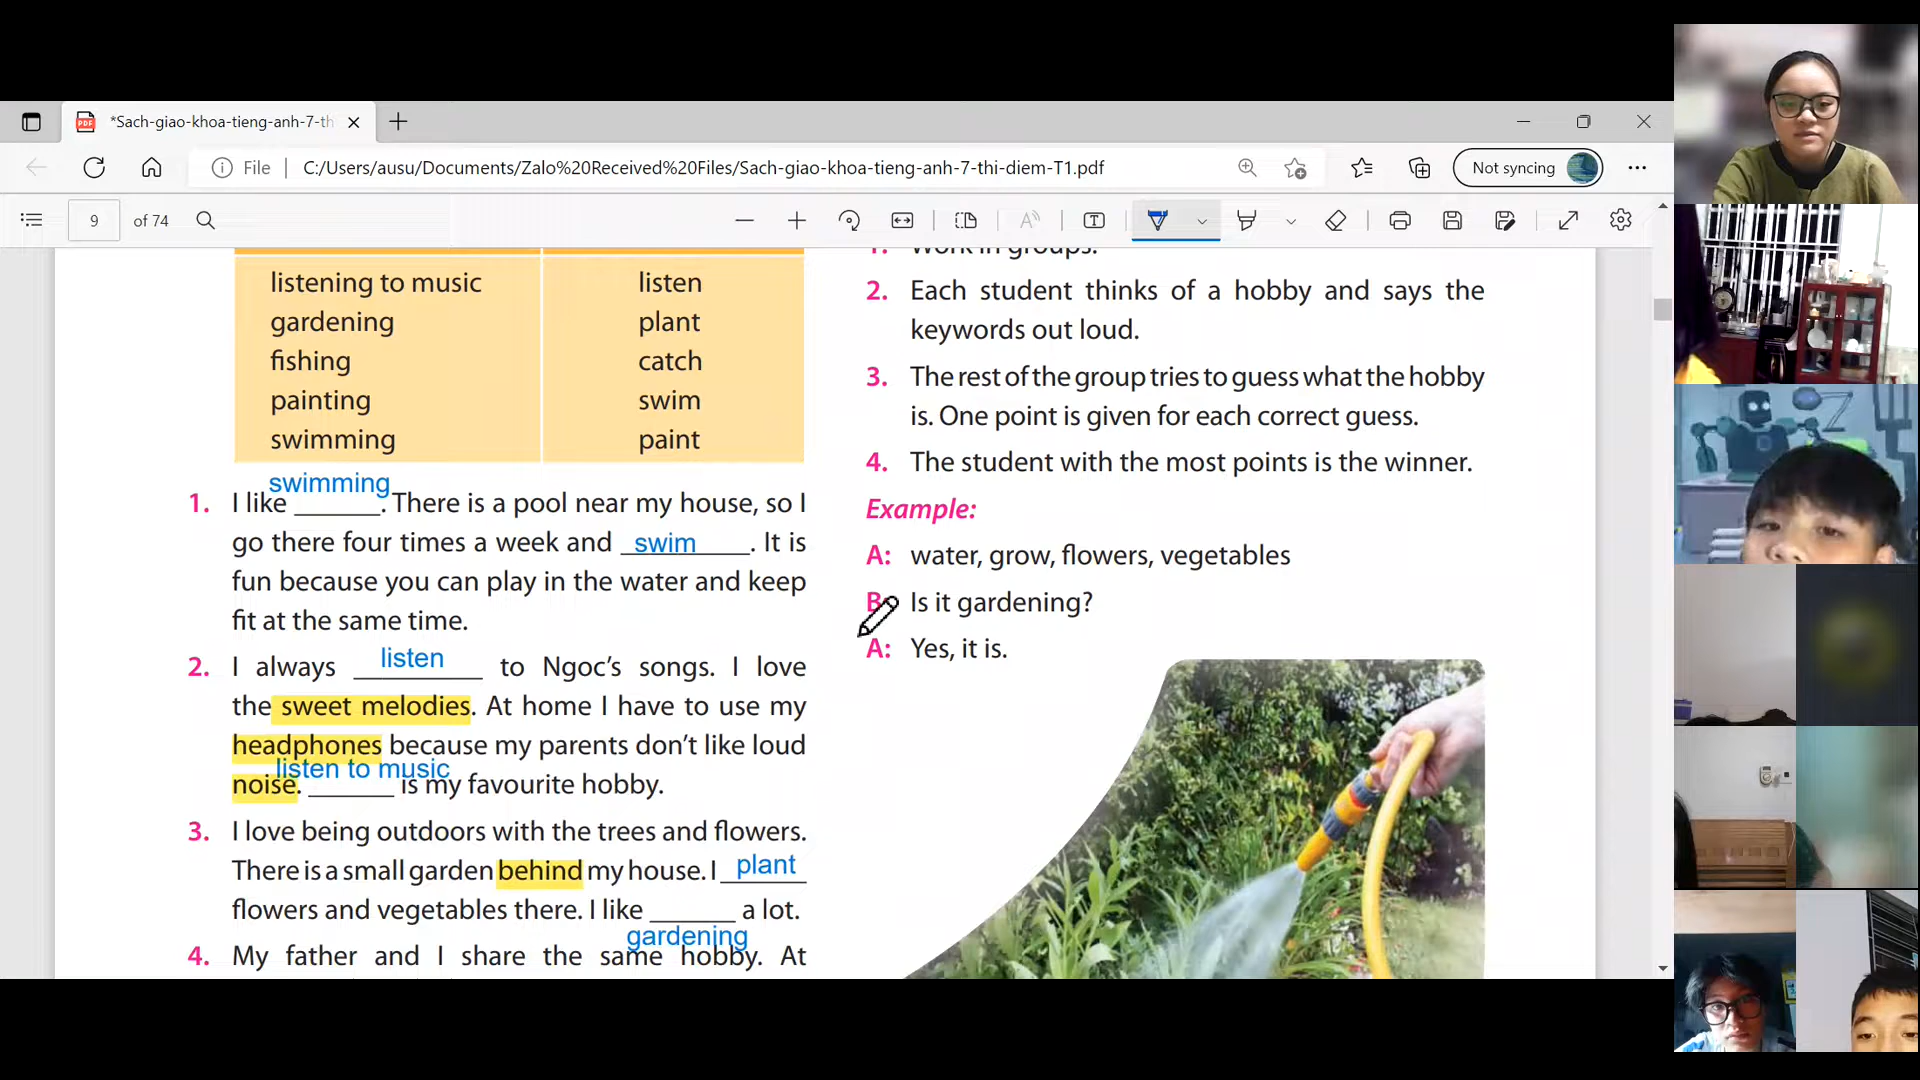 *Sach-giao-khoa-tieng-anh-7-th
File
C:/Users/ausu/Documents/Zalo%20Received%20Files/Sach-giao-khoa-tieng-anh-7-thi-diem-T1.pdf
Not syncing
9 of 74
listening to music listen
gardening plant
fishing catch
painting swim
swimming paint
swimming
1. I like _______. There is a pool near my house, so I
go there four times a week and swim. It is
fun because you can play in the water and keep
fit at the same time.
2. I always listen to Ngoc’s songs. I love
the sweet melodies. At home I have to use my
headphones because my parents don’t like loud
listen to music
noise. _______ is my favourite hobby.
3. I love being outdoors with the trees and flowers.
There is a small garden behind my house. I plant
flowers and vegetables there. I like _______ a lot.
gardening
4. My father and I share the same hobby. At
1. Work in groups.
2. Each student thinks of a hobby and says the
keywords out loud.
3. The rest of the group tries to guess what the hobby
is. One point is given for each correct guess.
4. The student with the most points is the winner.
Example:
A: water, grow, flowers, vegetables
B: Is it gardening?
A: Yes, it is.